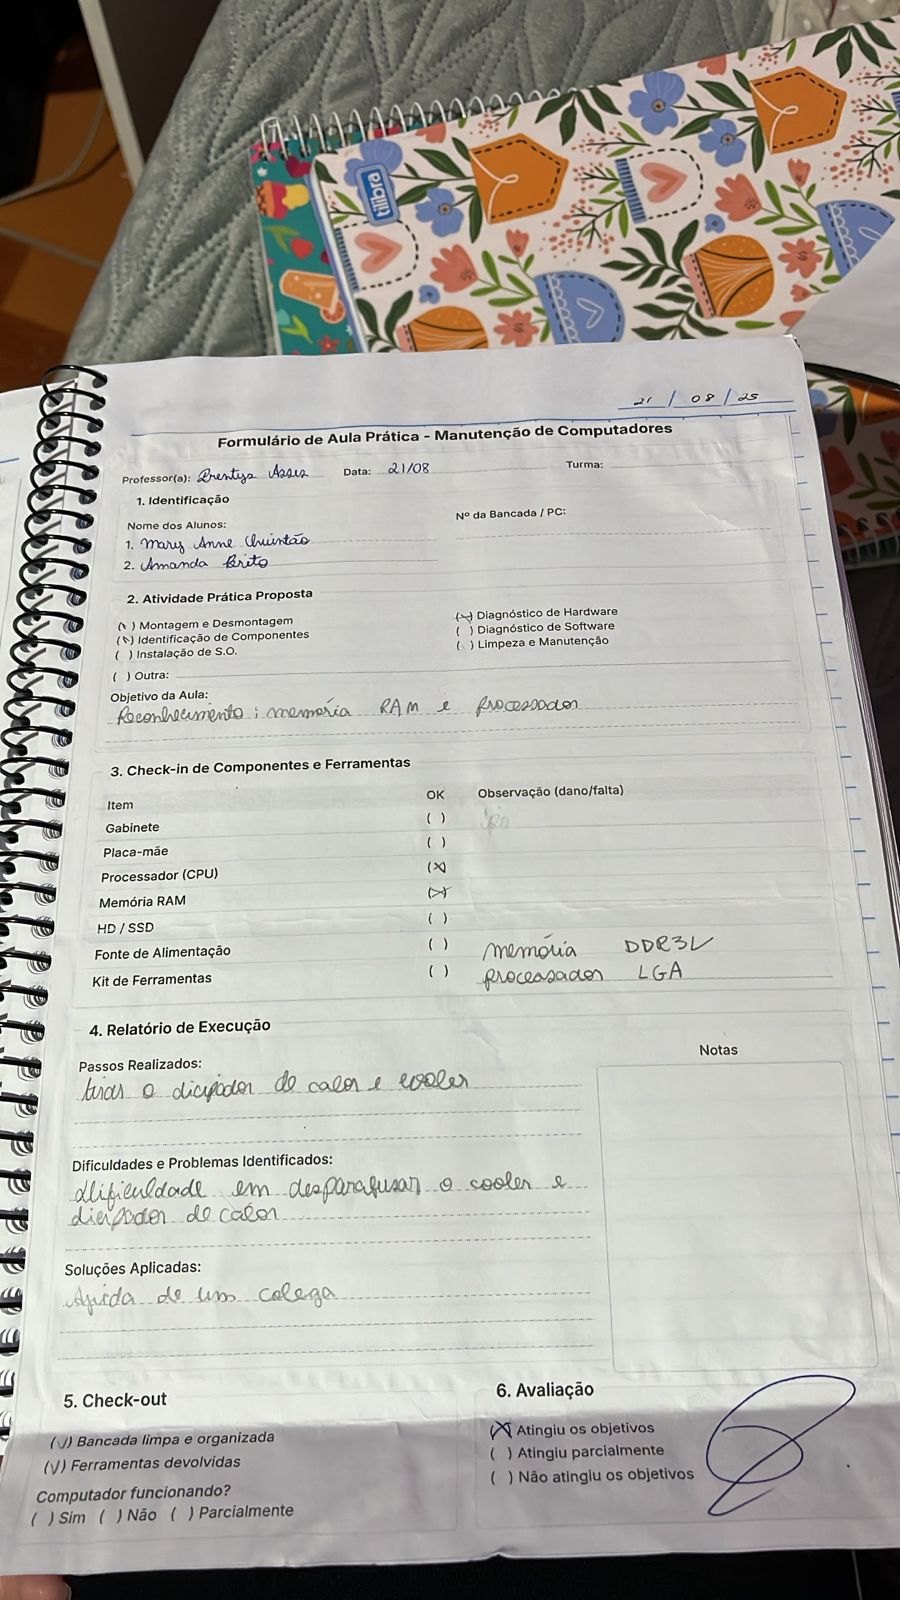 tilibra
21 / 08 / 25
Formulário de Aula Prática - Manutenção de Computadores
Professor(a): Brentys Asses Data: 21/08 Turma:
1. Identificação
Nome dos Alunos: Nº da Bancada / PC:
1. Mary Anne Chuintão
2. Amanda Brito
2. Atividade Prática Proposta
(\) Montagem e Desmontagem (x) Diagnóstico de Hardware
(\) Identificação de Componentes ( ) Diagnóstico de Software
( ) Instalação de S.O. ( ) Limpeza e Manutenção
( ) Outra:
Objetivo da Aula:
Reconhecimento: memória RAM e processador
3. Check-in de Componentes e Ferramentas
Item OK Observação (dano/falta)
Gabinete ( )
Placa-mãe ( )
Processador (CPU) (x)
Memória RAM (x)
HD / SSD ( )
Fonte de Alimentação ( ) memória DDR3L
Kit de Ferramentas ( ) processador LGA
4. Relatório de Execução
Notas
Passos Realizados:
tirar o dicipador de calor e cooler
Dificuldades e Problemas Identificados:
dificuldade em desparafusar o cooler e
dicipador de calor
Soluções Aplicadas:
Ajuda de um colega
5. Check-out
(√) Bancada limpa e organizada
(√) Ferramentas devolvidas
Computador funcionando?
( ) Sim ( ) Não ( ) Parcialmente
6. Avaliação
(X) Atingiu os objetivos
( ) Atingiu parcialmente
( ) Não atingiu os objetivos